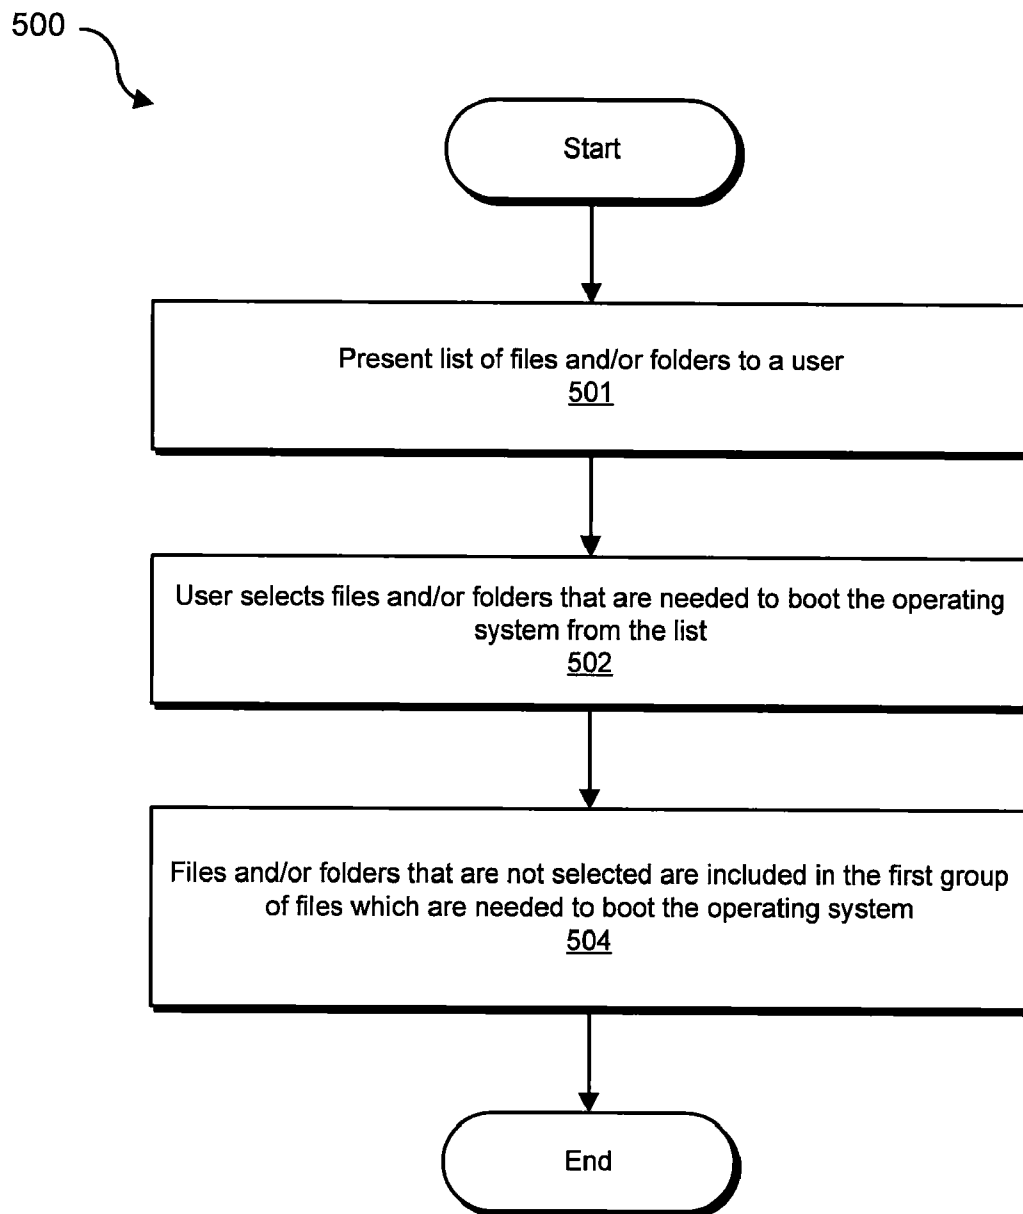 500
Start
Present list of files and/or folders to a user
501
User selects files and/or folders that are needed to boot the operating
system from the list
502
Files and/or folders that are not selected are included in the first group
of files which are needed to boot the operating system
504
End